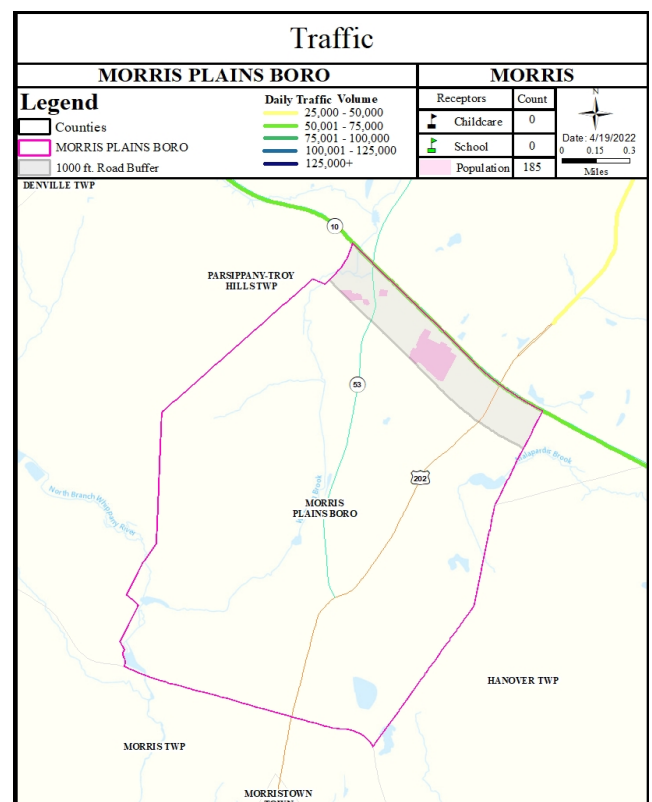 Traffic
MORRIS PLAINS BORO
MORRIS
Legend
Counties
MORRIS PLAINS BORO
1000 ft. Road Buffer
Daily Traffic Volume
25,000 - 50,000
50,001 - 75,000
75,001 - 100,000
100,001 - 125,000
125,000+
Receptors Count
Childcare 0
School 0
Population 185
N
Date: 4/19/2022
0 0.15 0.3
Miles
DENVILLE TWP
10
PARSIPPANY-TROY
HILLS TWP
53
202
Brook
North Branch Whippany River
MORRIS
PLAINS BORO
Brook
HANOVER TWP
MORRIS TWP
MORRISTOWN
TOWN